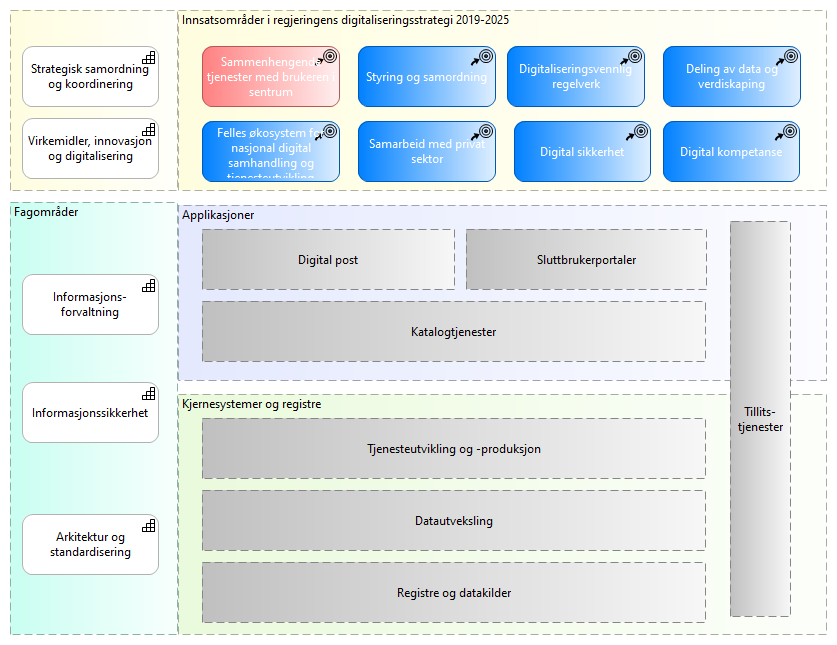 Innsatsområder i regjeringens digitaliseringsstrategi 2019-2025
Strategisk samordning
og koordinering
Sammenhengende
tjenester med brukeren i
sentrum
Styring og samordning
Digitaliseringsvennlig
regelverk
Deling av data og
verdiskaping
Virkemidler, innovasjon
og digitalisering
Felles økosystem for
nasjonal digital
samhandling og
tjenesteutvikling
Samarbeid med privat
sektor
Digital sikkerhet
Digital kompetanse
Fagområder
Informasjons-
forvaltning
Informasjonssikkerhet
Arkitektur og
standardisering
Applikasjoner
Digital post
Sluttbrukerportaler
Katalogtjenester
Kjernesystemer og registre
Tjenesteutvikling og -produksjon
Datautveksling
Registre og datakilder
Tillits-
tjenester